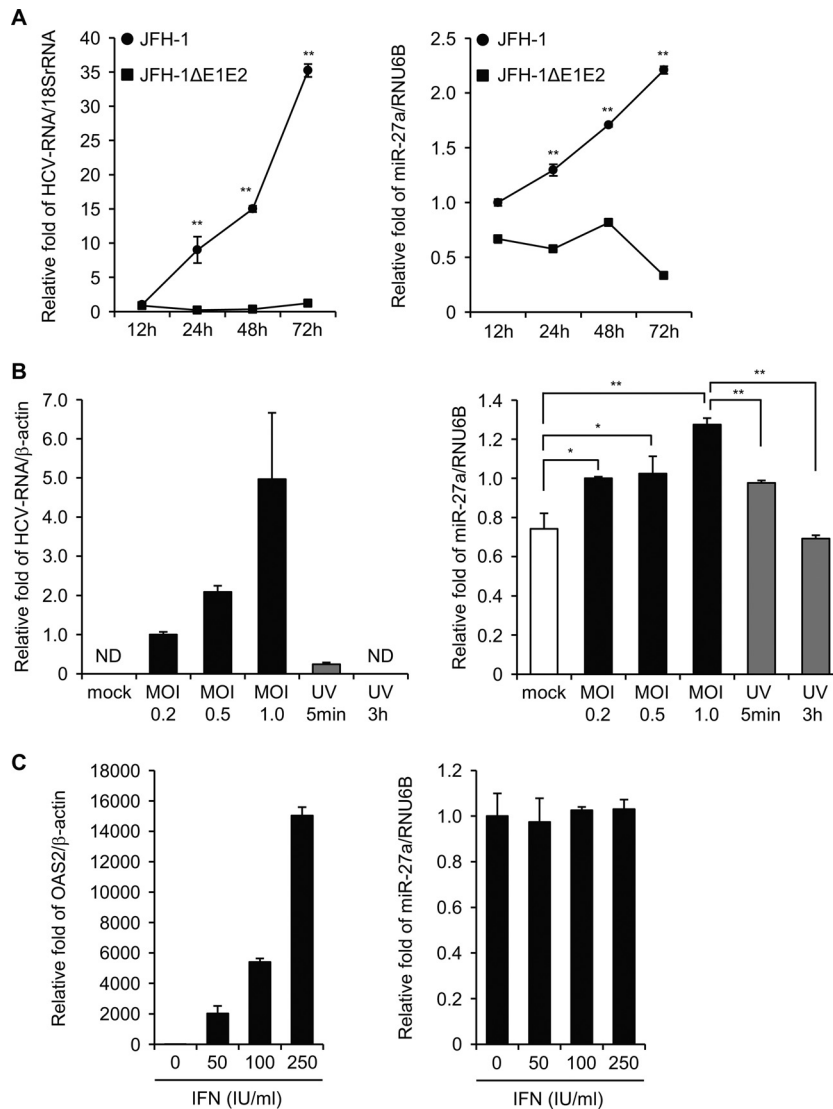 A
Relative fold of HCV-RNA/18SrRNA
40
35
30
25
20
15
10
5
0
JFH-1
JFH-1ΔE1E2
**
**
**
12h 24h 48h 72h
Relative fold of miR-27a/RNU6B
2.5
2.0
1.5
1.0
0.5
0
JFH-1
JFH-1ΔE1E2
**
**
**
12h 24h 48h 72h
B
Relative fold of HCV-RNA/β-actin
7.0
6.0
5.0
4.0
3.0
2.0
1.0
0
ND ND
mock MOI MOI MOI UV UV
0.2 0.5 1.0 5min 3h
Relative fold of miR-27a/RNU6B
1.4
1.2
1.0
0.8
0.6
0.4
0.2
0
**
**
**
*
*
mock MOI MOI MOI UV UV
0.2 0.5 1.0 5min 3h
C
Relative fold of OAS2/β-actin
18000
16000
14000
12000
10000
8000
6000
4000
2000
0
0 50 100 250
IFN (IU/ml)
Relative fold of miR-27a/RNU6B
1.2
1.0
0.8
0.6
0.4
0.2
0
0 50 100 250
IFN (IU/ml)